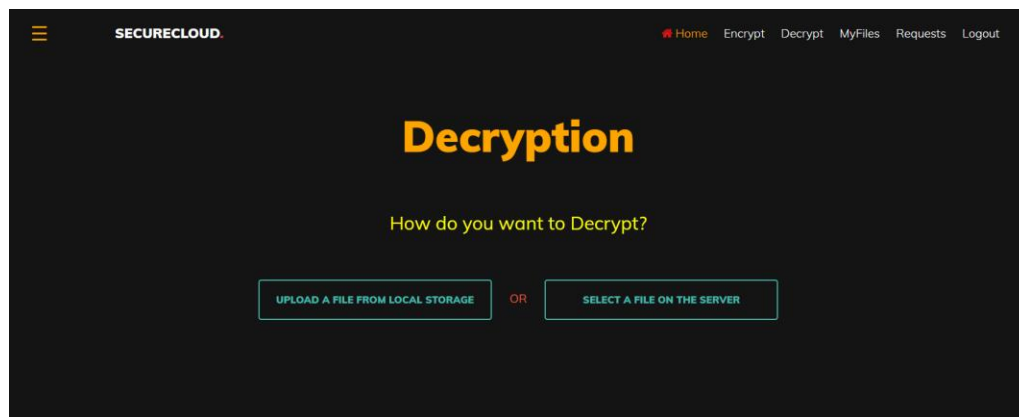 SECURECLOUD. Home Encrypt Decrypt MyFiles Requests Logout
Decryption
How do you want to Decrypt?
UPLOAD A FILE FROM LOCAL STORAGE OR SELECT A FILE ON THE SERVER